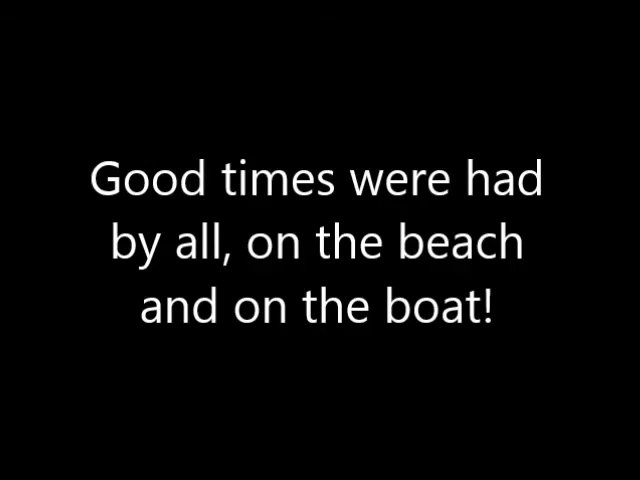 Good times were had
by all, on the beach
and on the boat!